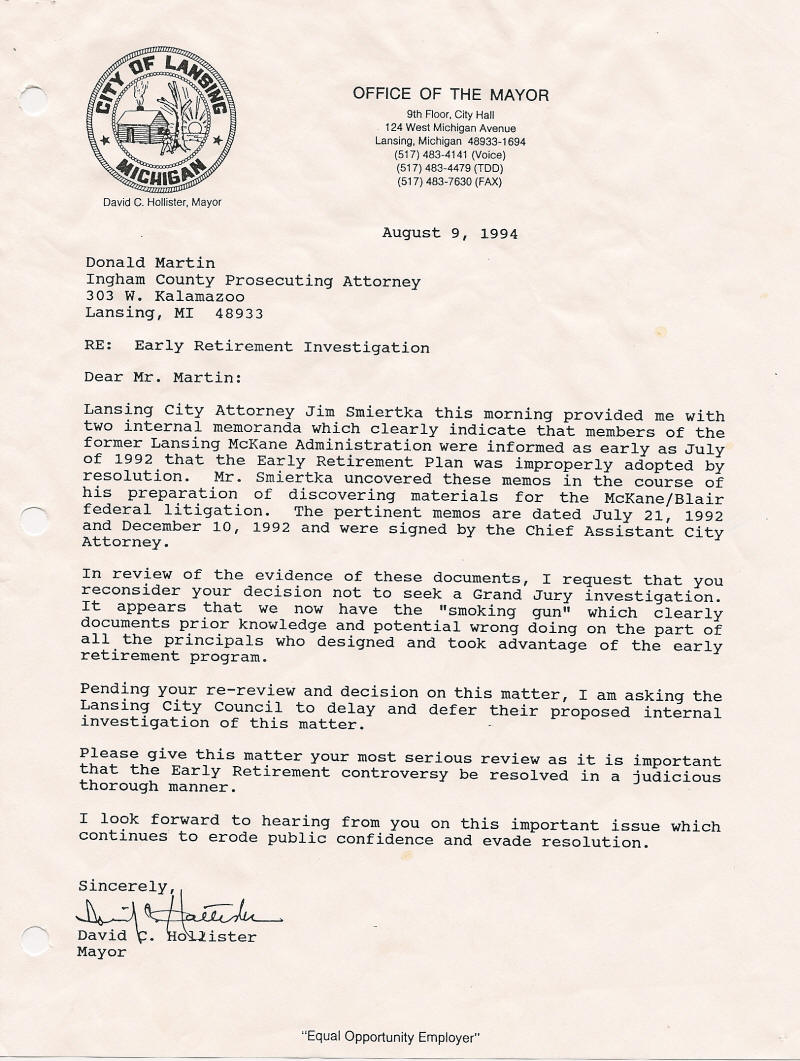 CITY OF LANSING
MICHIGAN
David C. Hollister, Mayor
OFFICE OF THE MAYOR
9th Floor, City Hall
124 West Michigan Avenue
Lansing, Michigan 48933-1694
(517) 483-4141 (Voice)
(517) 483-4479 (TDD)
(517) 483-7630 (FAX)
August 9, 1994
Donald Martin
Ingham County Prosecuting Attorney
303 W. Kalamazoo
Lansing, MI 48933
RE: Early Retirement Investigation
Dear Mr. Martin:
Lansing City Attorney Jim Smiertka this morning provided me with
two internal memoranda which clearly indicate that members of the
former Lansing McKane Administration were informed as early as July
of 1992 that the Early Retirement Plan was improperly adopted by
resolution. Mr. Smiertka uncovered these memos in the course of
his preparation of discovering materials for the McKane/Blair
federal litigation. The pertinent memos are dated July 21, 1992
and December 10, 1992 and were signed by the Chief Assistant City
Attorney.
In review of the evidence of these documents, I request that you
reconsider your decision not to seek a Grand Jury investigation.
It appears that we now have the "smoking gun" which clearly
documents prior knowledge and potential wrong doing on the part of
all the principals who designed and took advantage of the early
retirement program.
Pending your re-review and decision on this matter, I am asking the
Lansing City Council to delay and defer their proposed internal
investigation of this matter.
Please give this matter your most serious review as it is important
that the Early Retirement controversy be resolved in a judicious
thorough manner.
I look forward to hearing from you on this important issue which
continues to erode public confidence and evade resolution.
Sincerely,
David C. Hollister
David C. Hollister
Mayor
"Equal Opportunity Employer"